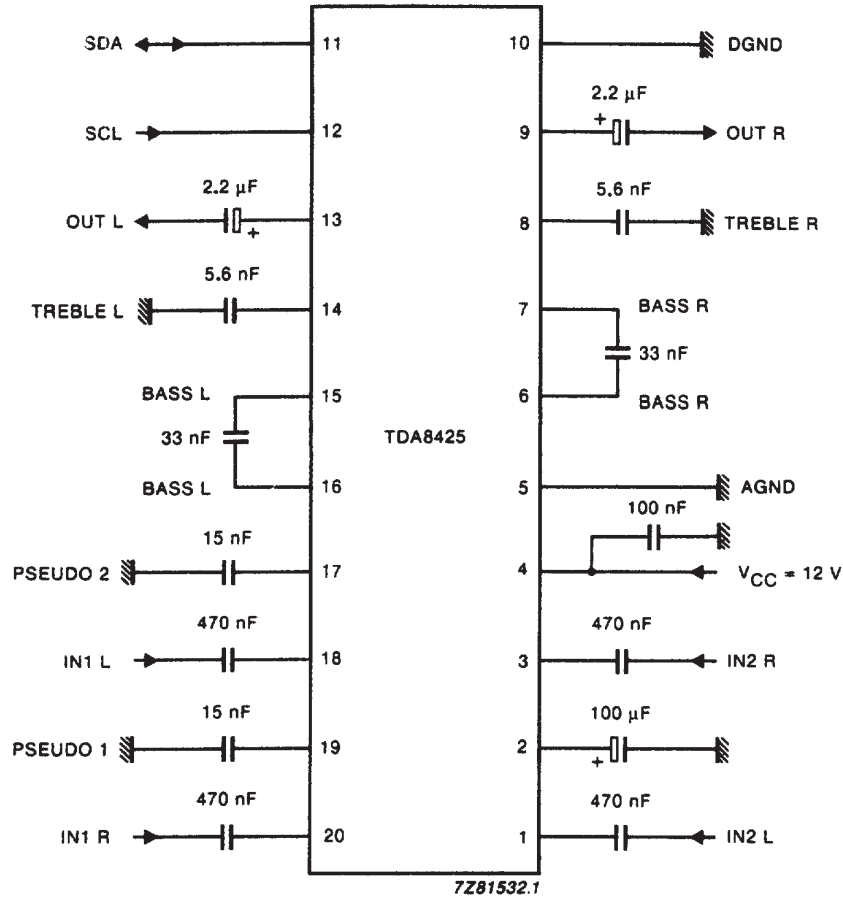 SDA 11 10 DGND
2.2 μF
SCL 12 9 + OUT R
2.2 μF 5.6 nF
OUT L + 13 8 TREBLE R
5.6 nF
TREBLE L 14 7 BASS R
33 nF
BASS L 15 6 BASS R
33 nF TDA8425
BASS L 16 5 AGND
15 nF 100 nF
PSEUDO 2 17 4 VCC = 12 V
470 nF 470 nF
IN1 L 18 3 IN2 R
15 nF 100 μF
PSEUDO 1 19 2 +
470 nF 470 nF
IN1 R 20 1 IN2 L
7Z81532.1